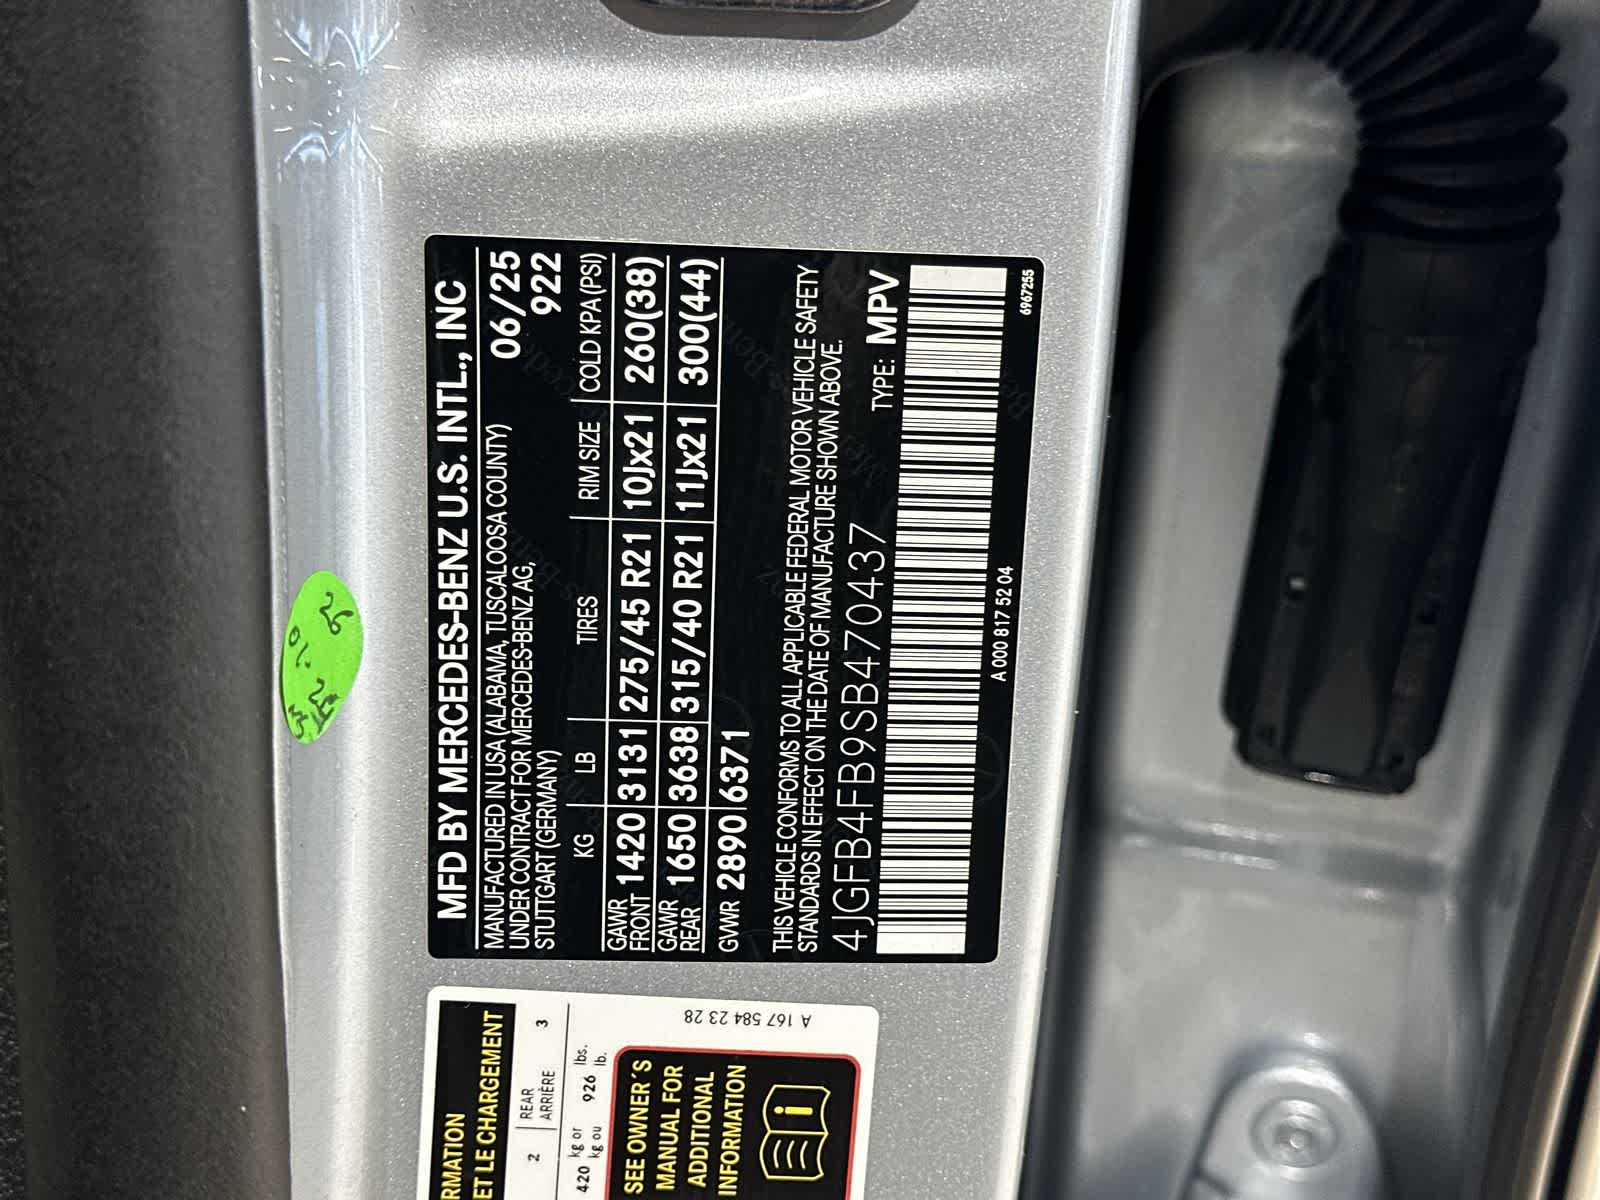 MFD BY MERCEDES-BENZ U.S. INTL., INC
MANUFACTURED IN USA (ALABAMA, TUSCALOOSA COUNTY) 06/25
UNDER CONTRACT FOR MERCEDES-BENZ AG, 922
STUTTGART (GERMANY)
KG LB TIRES RIM SIZE COLD KPA (PSI)
GAWR
FRONT 1420 3131 275/45 R21 10Jx21 260(38)
GAWR
REAR 1650 3638 315/40 R21 11Jx21 300(44)
GVWR 2890 6371
THIS VEHICLE CONFORMS TO ALL APPLICABLE FEDERAL MOTOR VEHICLE SAFETY
STANDARDS IN EFFECT ON THE DATE OF MANUFACTURE SHOWN ABOVE.
4JGFB4FB9SB470437 TYPE: MPV
A 000 817 52 04 6967255
RMATION
ET LE CHARGEMENT
2 REAR 3
ARRIÈRE
420 kg or 926 lbs.
kg ou lb.
SEE OWNER'S
MANUAL FOR
ADDITIONAL
INFORMATION
A 167 584 23 28
26